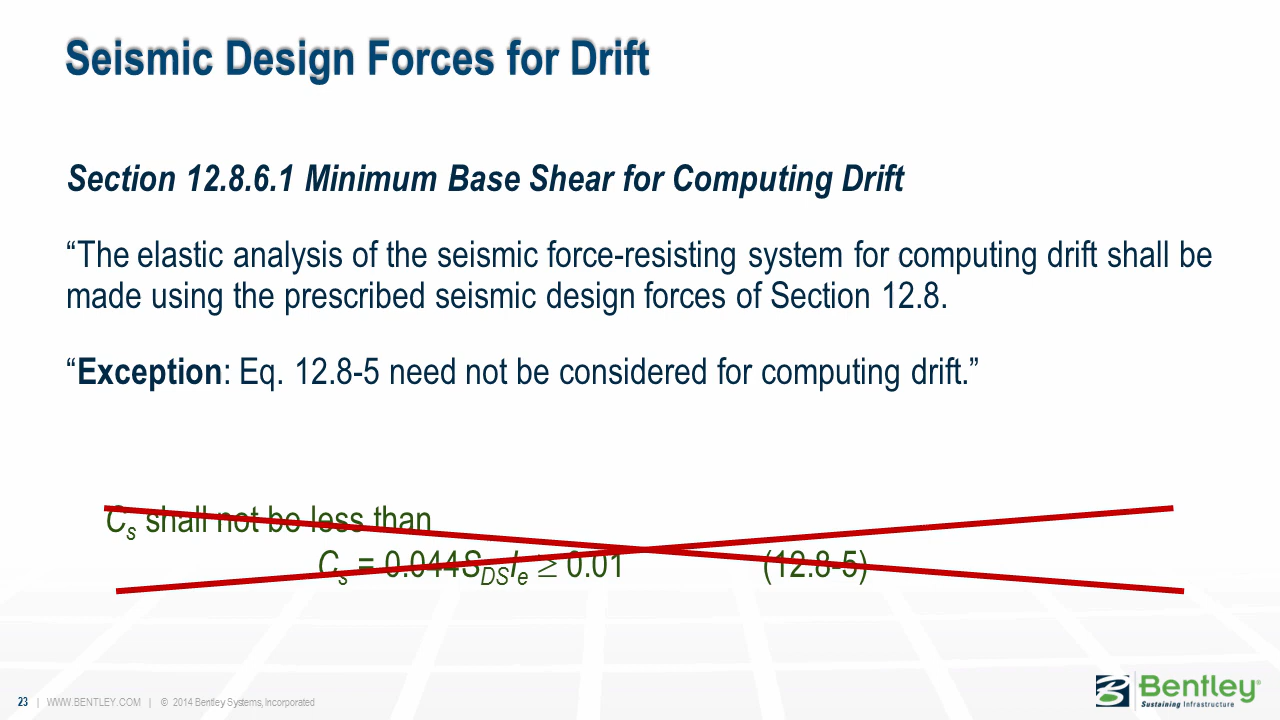 Seismic Design Forces for Drift
Section 12.8.6.1 Minimum Base Shear for Computing Drift
“The elastic analysis of the seismic force-resisting system for computing drift shall be
made using the prescribed seismic design forces of Section 12.8.
“Exception: Eq. 12.8-5 need not be considered for computing drift.”
Cs shall not be less than
Cs = 0.044SDSIe ≥ 0.01 (12.8-5)
23 | WWW.BENTLEY.COM | © 2014 Bentley Systems, Incorporated
Bentley®
Sustaining Infrastructure